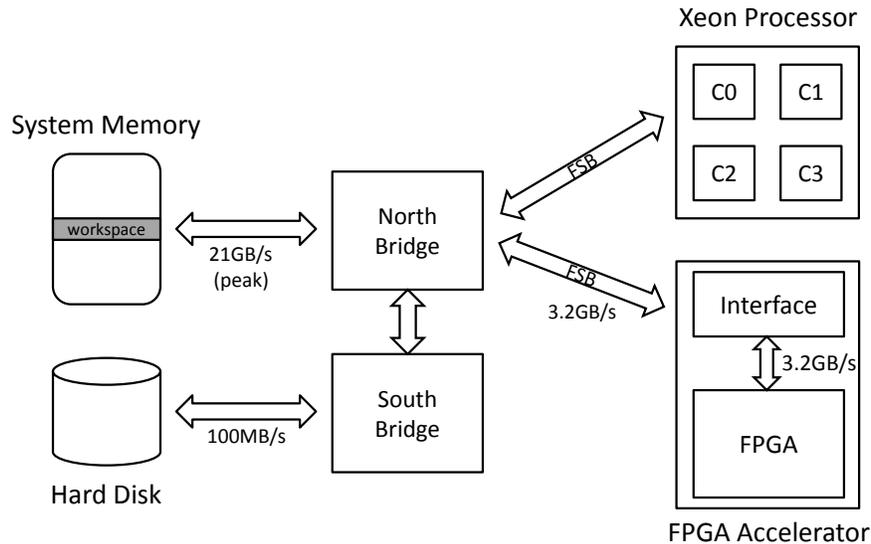 Xeon Processor
C0
C1
C2
C3
System Memory
workspace
21GB/s
(peak)
North
Bridge
FSB
FSB
3.2GB/s
Interface
3.2GB/s
FPGA
FPGA Accelerator
South
Bridge
100MB/s
Hard Disk